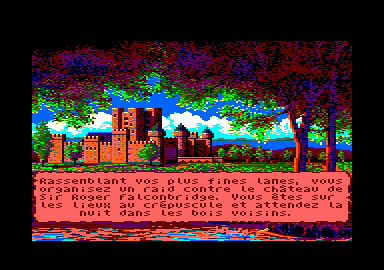 Rassemblant vos plus fines lames, vous
organisez un raid contre le château de
Sir Roger Falconbridge. Vous êtes sur
les lieux au crépuscule et attendez la
nuit dans les bois voisins.